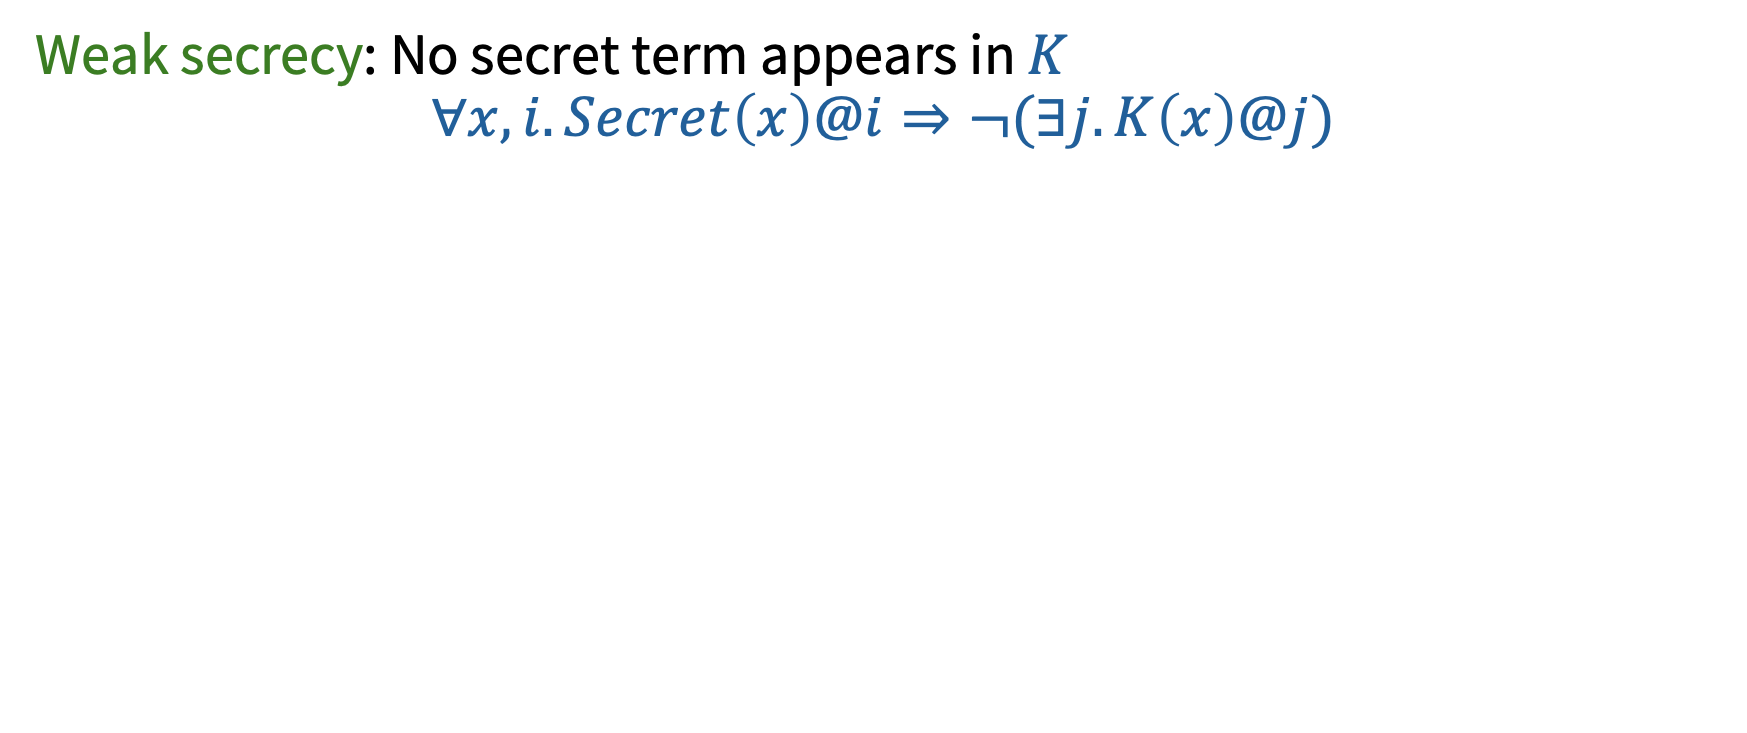 Weak secrecy: No secret term appears in K
∀x, i. Secret(x)@i ⇒ ¬(∃j. K(x)@j)